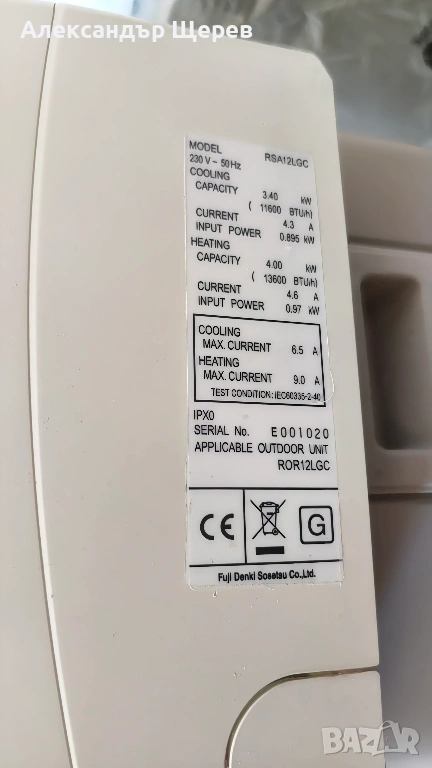 Александър Щерев
MODEL RSA12LGC
230 V ~ 50Hz
COOLING
CAPACITY 3.40 kW
( 11600 BTU/h)
CURRENT 4.3 A
INPUT POWER 0.895 kW
HEATING
CAPACITY 4.00 kW
( 13600 BTU/h)
CURRENT 4.6 A
INPUT POWER 0.97 kW
COOLING
MAX. CURRENT 6.5 A
HEATING
MAX. CURRENT 9.0 A
TEST CONDITION: IEC60335-2-40
IPX0
SERIAL No. E001020
APPLICABLE OUTDOOR UNIT
ROR12LGC
CE G
Fuji Denki Sosetsu Co.,Ltd.
BAZAR